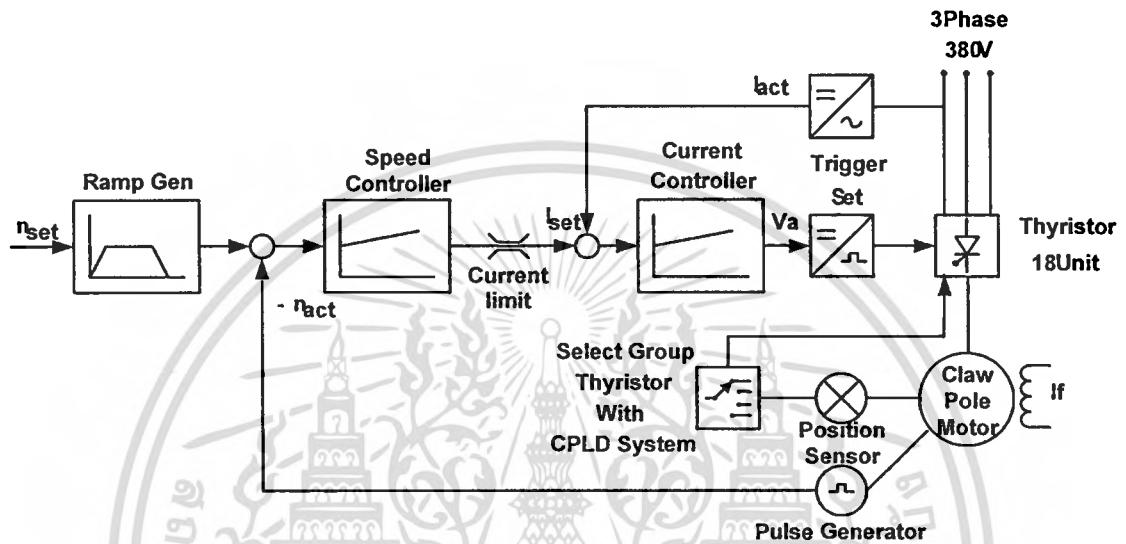 3Phase
380V
Iact
Trigger
Set
Speed
Controller
Current
Controller
Ramp Gen
nset
Iset
Va
Thyristor
18Unit
Current
limit
- nact
Select Group
Thyristor
With
CPLD System
Claw
Pole
Motor
If
Position
Sensor
Pulse Generator